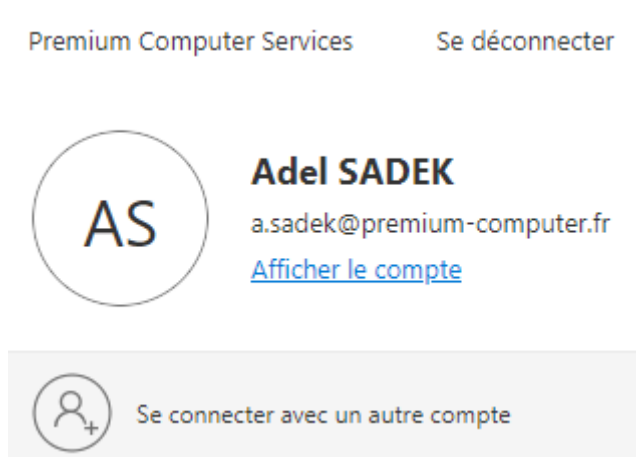 Premium Computer Services Se déconnecter
AS
Adel SADEK
a.sadek@premium-computer.fr
Afficher le compte
Se connecter avec un autre compte